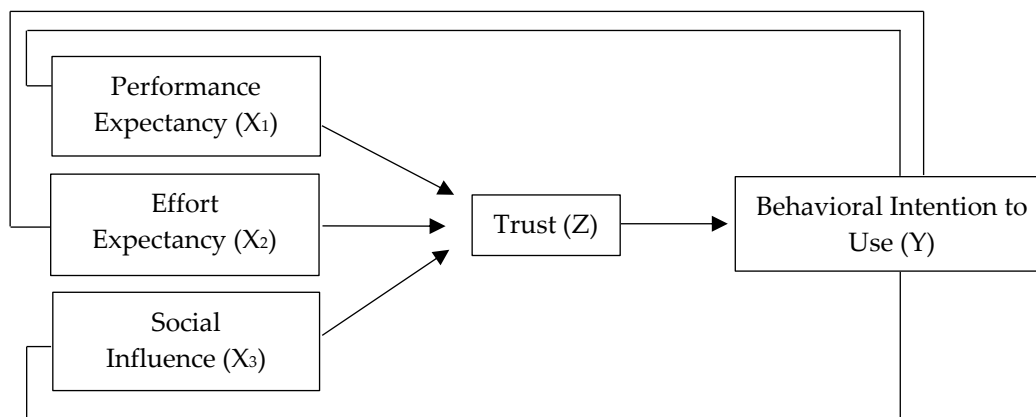 Performance
Expectancy (X₁)
Effort
Expectancy (X₂)
Social
Influence (X₃)
Trust (Z)
Behavioral Intention to
Use (Y)